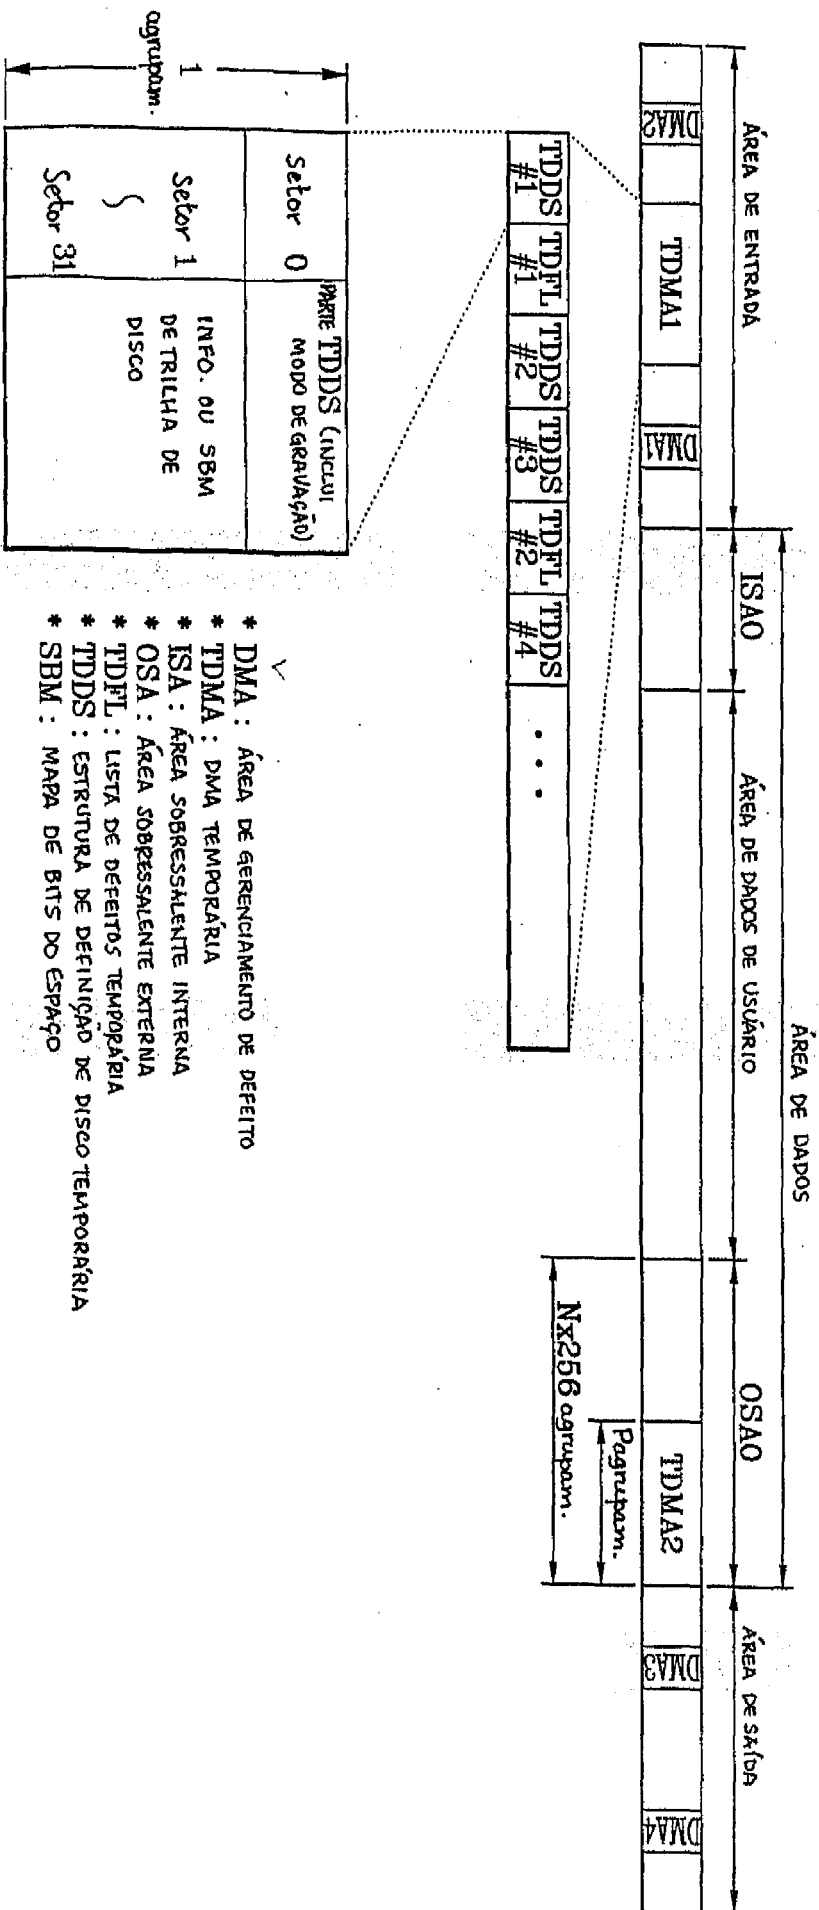 ÁREA DE DADOS
ÁREA DE ENTRADA
ISA0
ÁREA DE DADOS DE USUÁRIO
OSA0
ÁREA DE SAÍDA
DMA2
TDMA1
DMA1
TDMA2
DMA3
DMA4
P agrupam.
N×256 agrupam.
TDDS #1
TDFL #1
TDDS #2
TDDS #3
TDFL #2
TDDS #4
...
1 agrupam.
Setor 0
PARTE TDDS (INCLUI
MODO DE GRAVAÇÃO)
Setor 1
∫
Setor 31
INFO. OU SBM
DE TRILHA DE
DISCO
* DMA : ÁREA DE GERENCIAMENTO DE DEFEITO
* TDMA : DMA TEMPORÁRIA
* ISA : ÁREA SOBRESSALENTE INTERNA
* OSA : ÁREA SOBRESSALENTE EXTERNA
* TDFL : LISTA DE DEFEITOS TEMPORÁRIA
* TDDS : ESTRUTURA DE DEFINIÇÃO DE DISCO TEMPORÁRIA
* SBM : MAPA DE BITS DO ESPAÇO